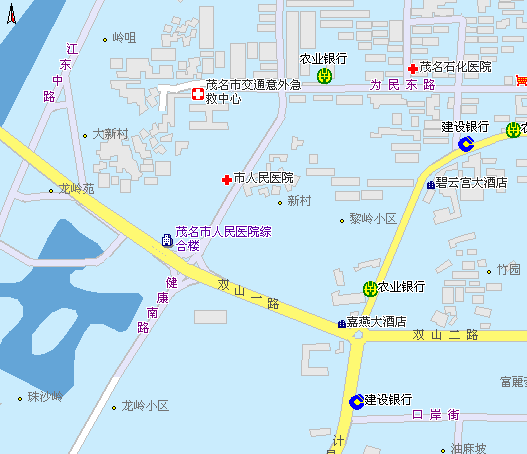 岭咀
江东中路
农业银行
茂名石化医院
茂名市交通意外急
救中心
为民东路
建设银行
大新村
市人民医院
碧云宫大酒店
龙岭苑
新村
黎岭小区
茂名市人民医院综
合楼
竹园
健康南路
双山一路
农业银行
嘉燕大酒店
双山二路
珠沙岭
龙岭小区
建设银行
富麗
口岸街
油麻坡